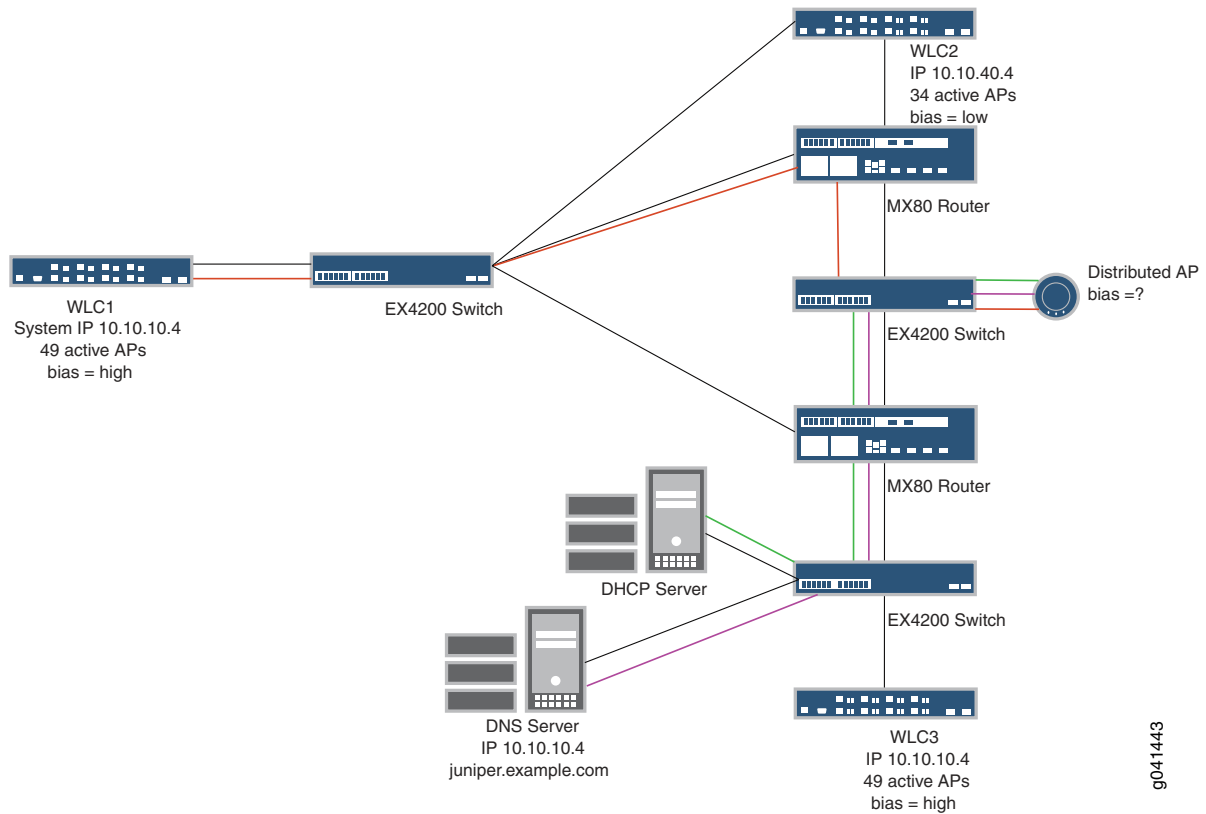 WLC2
IP 10.10.40.4
34 active APs
bias = low
MX80 Router
WLC1
System IP 10.10.10.4
49 active APs
bias = high
EX4200 Switch
Distributed AP
bias =?
EX4200 Switch
MX80 Router
DHCP Server
EX4200 Switch
DNS Server
IP 10.10.10.4
juniper.example.com
WLC3
IP 10.10.10.4
49 active APs
bias = high
g041443